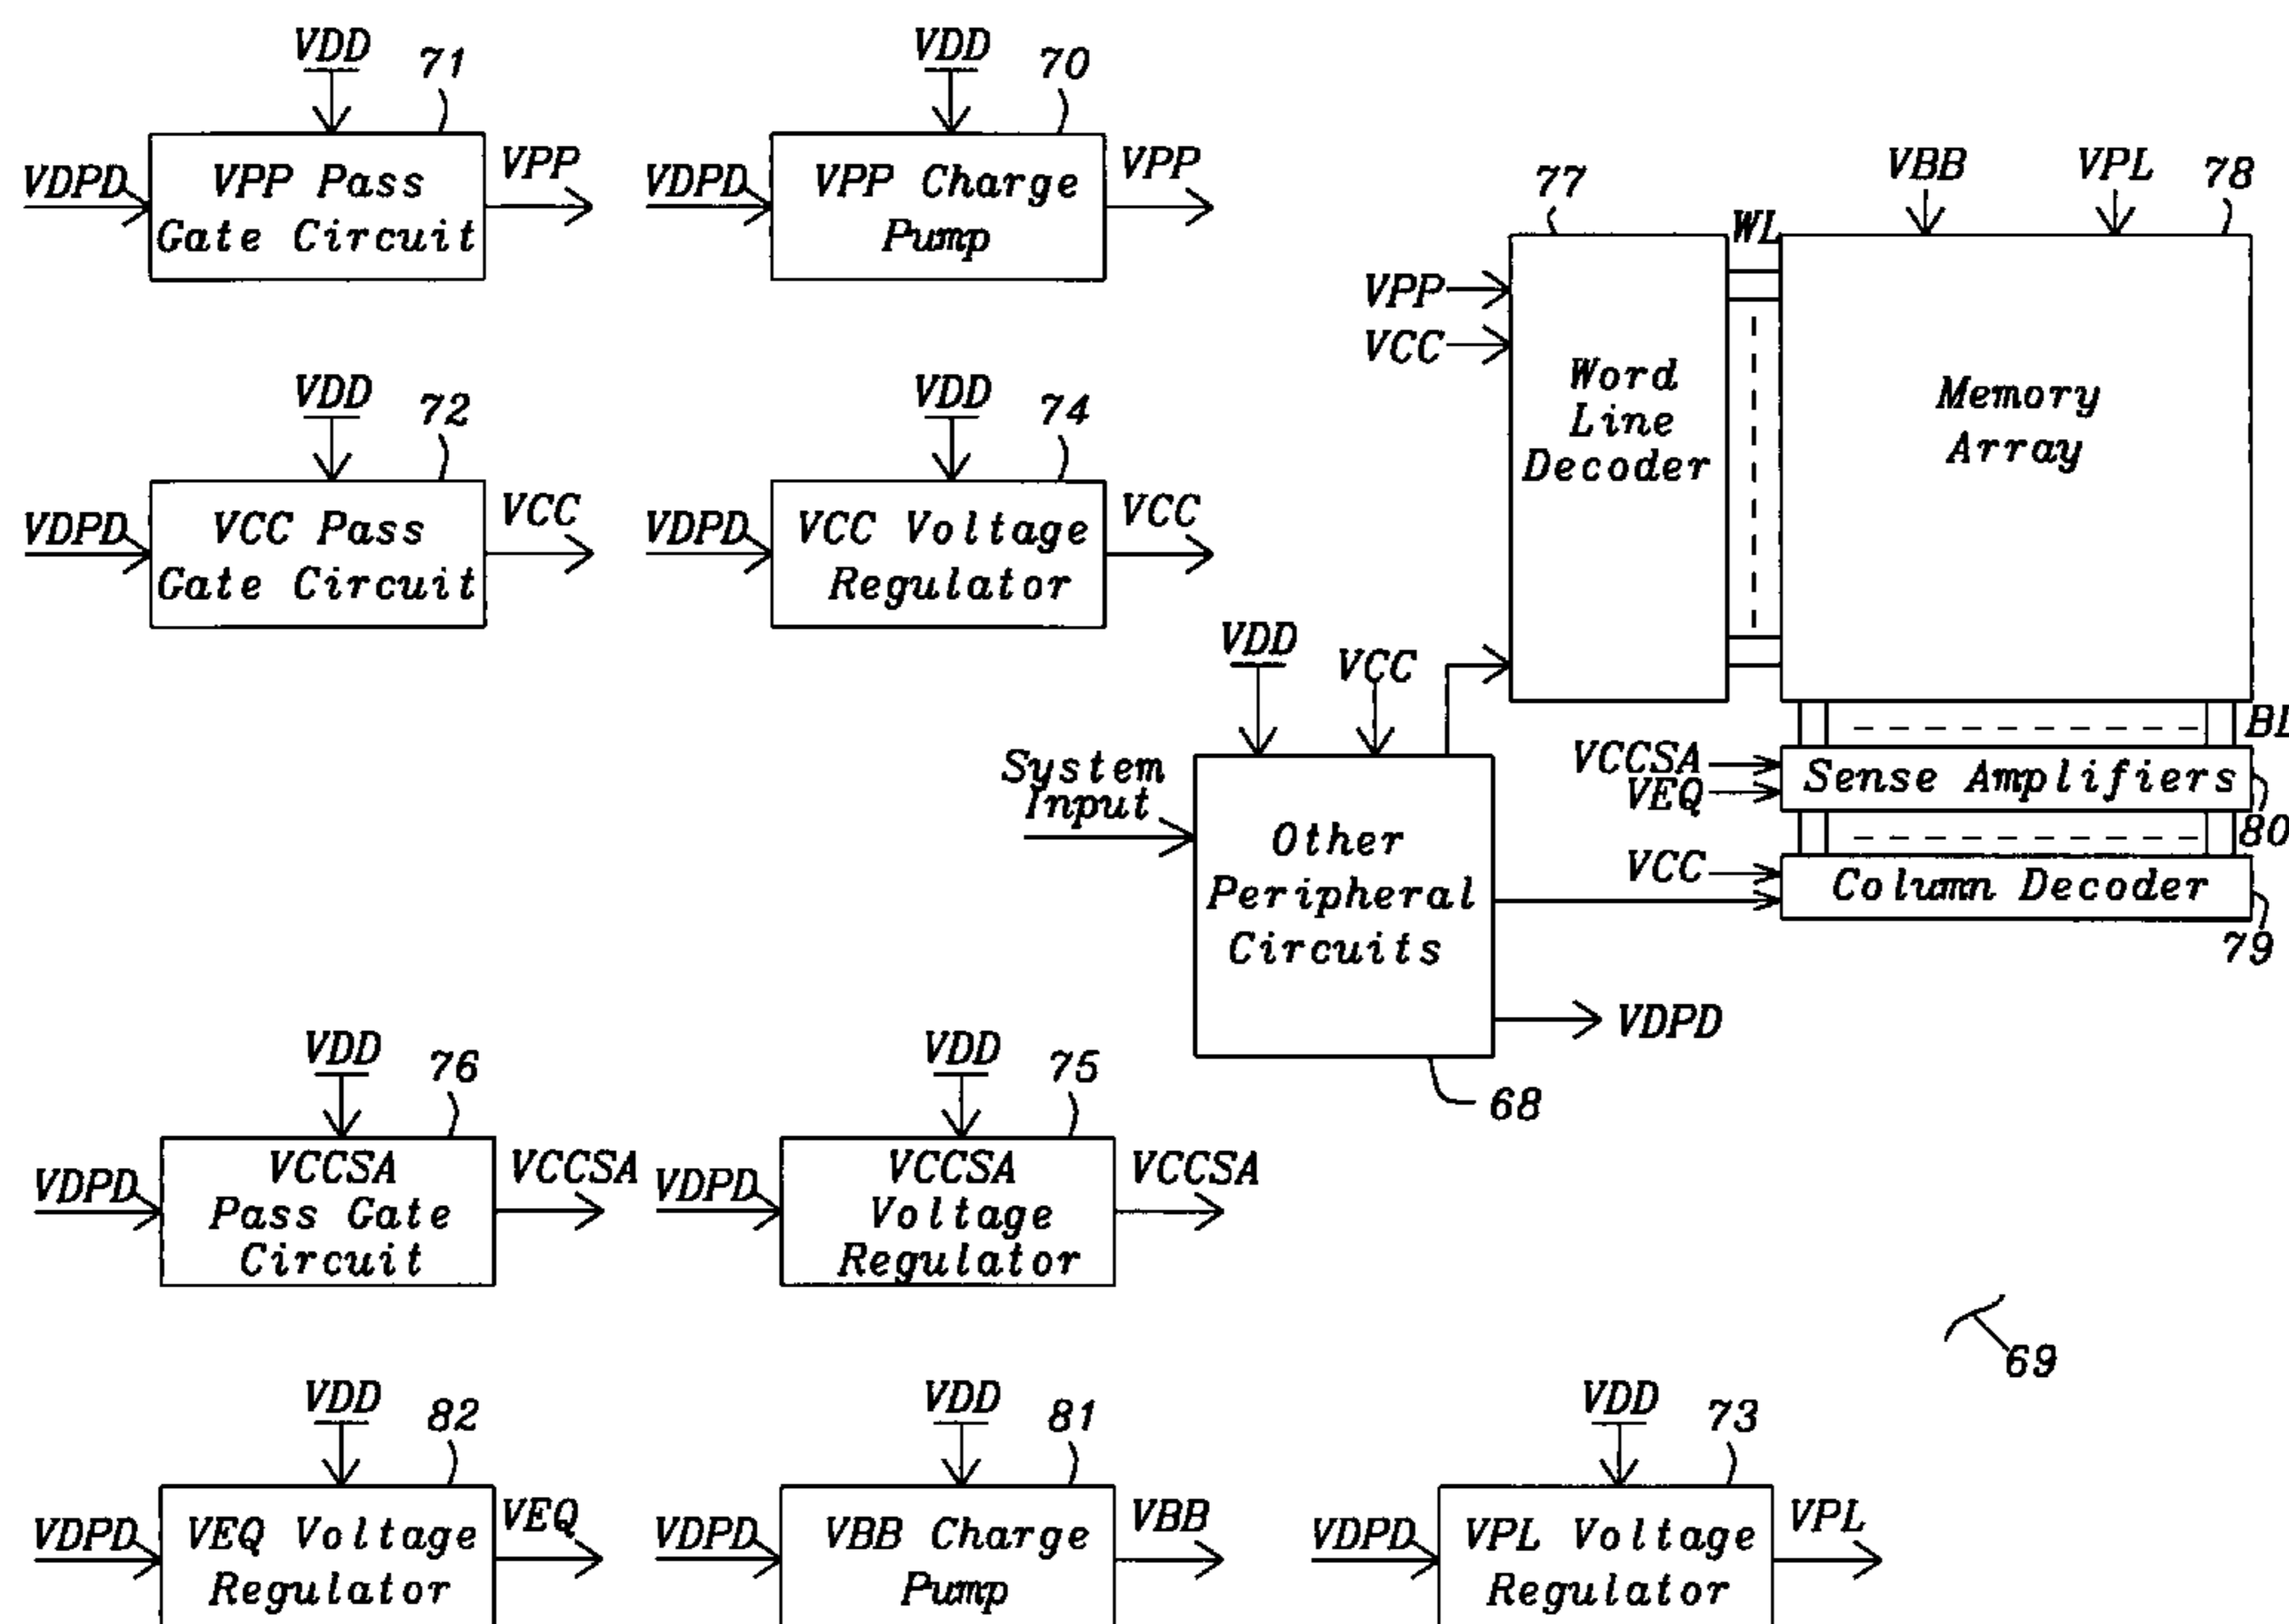 VDD
71
VDPD
VPP Pass
Gate Circuit
VPP
VDD
70
VDPD
VPP Charge
Pump
VPP
VDD
72
VDPD
VCC Pass
Gate Circuit
VCC
VDD
74
VDPD
VCC Voltage
Regulator
VCC
77
VPP
VCC
Word
Line
Decoder
WL
VBB
VPL
78
Memory
Array
BL
VCCSA
VEQ
Sense Amplifiers
80
VCC
Column Decoder
79
VDD
VCC
System
Input
Other
Peripheral
Circuits
VDPD
68
VDD
76
VDPD
VCCSA
Pass Gate
Circuit
VCCSA
VDD
75
VDPD
VCCSA
Voltage
Regulator
VCCSA
69
VDD
82
VDPD
VEQ Voltage
Regulator
VEQ
VDD
81
VDPD
VBB Charge
Pump
VBB
VDD
73
VDPD
VPL Voltage
Regulator
VPL